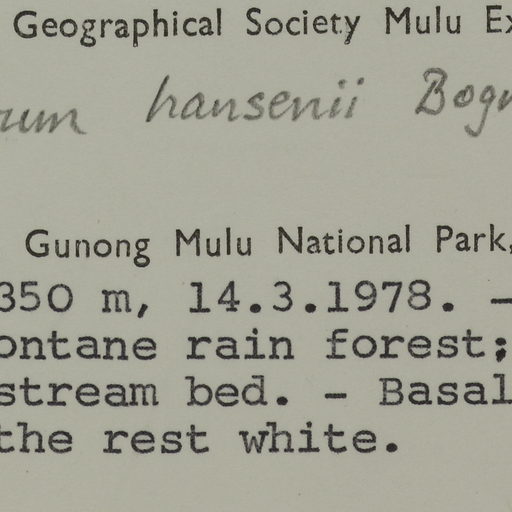 Geographical Society Mulu Ex
rum hansenii Bogn
Gunong Mulu National Park,
350 m, 14.3.1978. –
ontane rain forest;
stream bed. – Basal
the rest white.